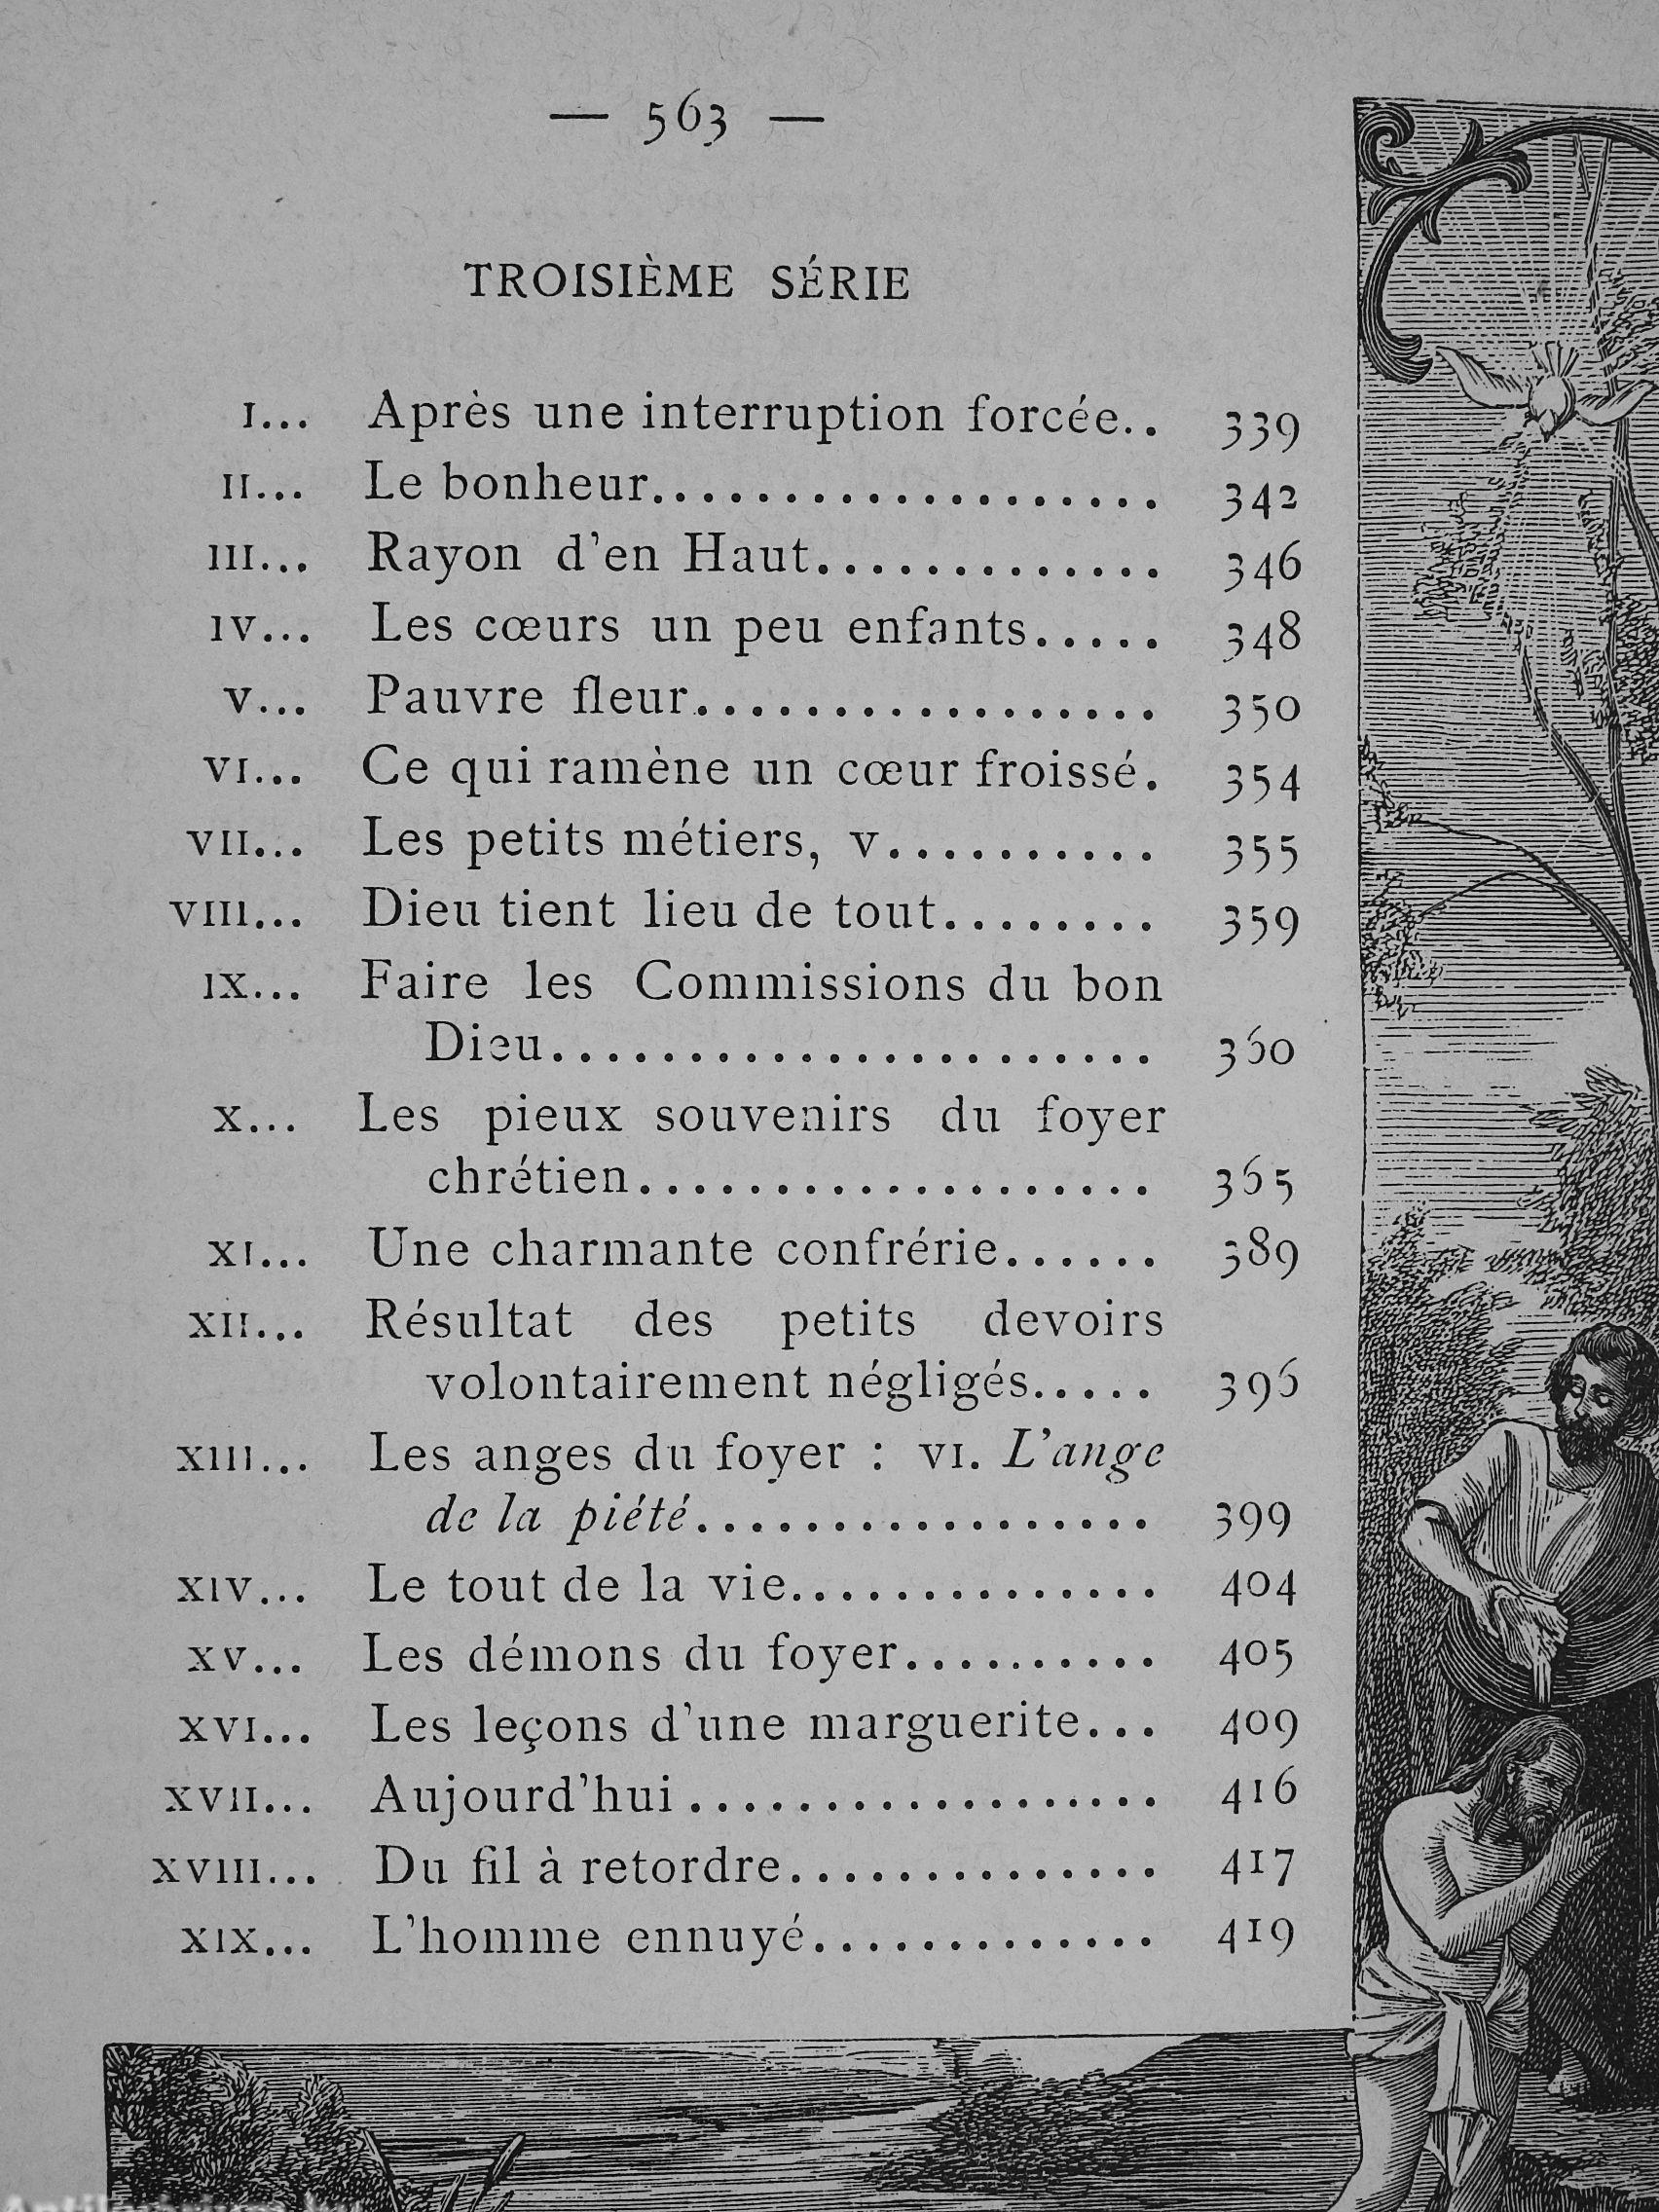 — 563 —
TROISIÈME SÉRIE
I... Après une interruption forcée.. 339
II... Le bonheur................... 342
III... Rayon d'en Haut............. 346
IV... Les cœurs un peu enfants..... 348
V... Pauvre fleur.................. 350
VI... Ce qui ramène un cœur froissé. 354
VII... Les petits métiers, V.......... 355
VIII... Dieu tient lieu de tout........ 359
IX... Faire les Commissions du bon
Dieu....................... 360
X... Les pieux souvenirs du foyer
chrétien................... 365
XI... Une charmante confrérie...... 389
XII... Résultat des petits devoirs
volontairement négligés..... 396
XIII... Les anges du foyer : VI. L'ange
de la piété................. 399
XIV... Le tout de la vie.............. 404
XV... Les démons du foyer.......... 405
XVI... Les leçons d'une marguerite... 409
XVII... Aujourd'hui.................. 416
XVIII... Du fil à retordre.............. 417
XIX... L'homme ennuyé............. 419